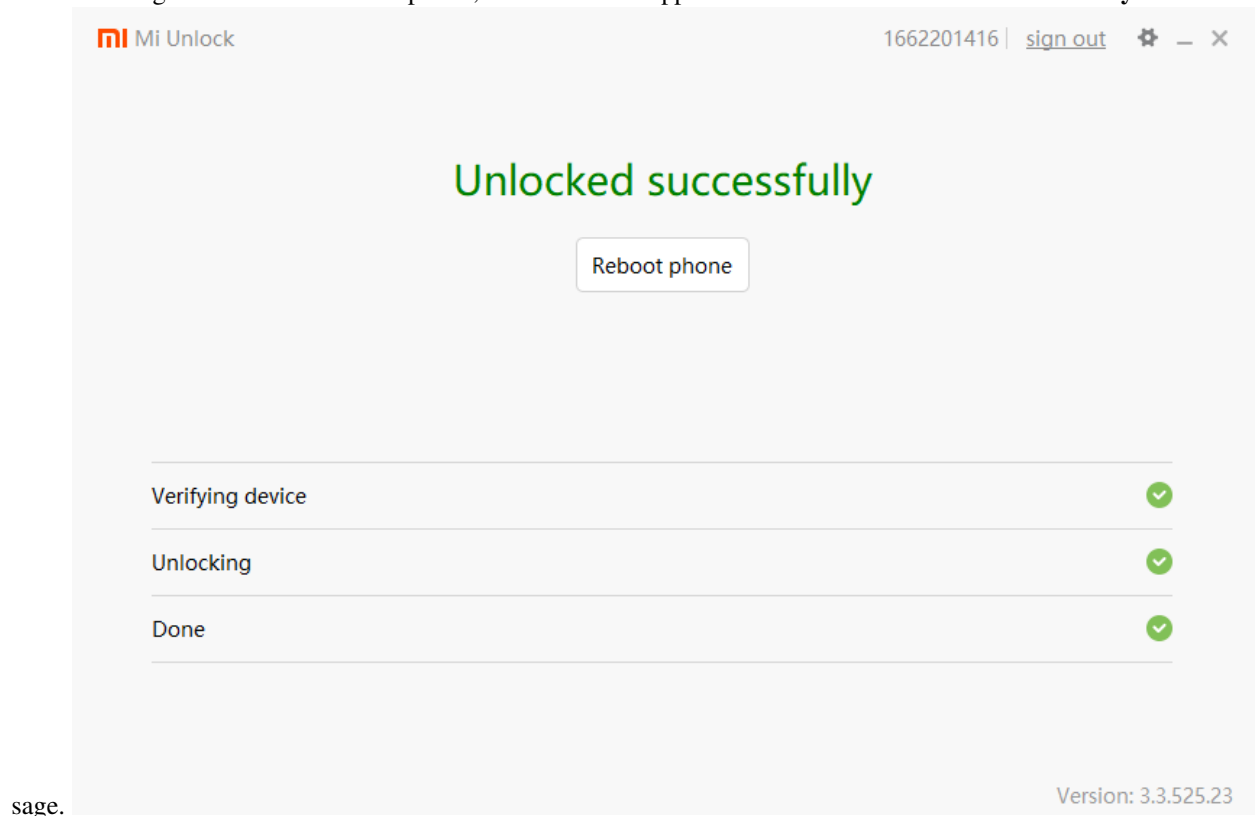 Mi Unlock 1662201416 sign out
Unlocked successfully
Reboot phone
Verifying device
Unlocking
Done
Version: 3.3.525.23
sage.